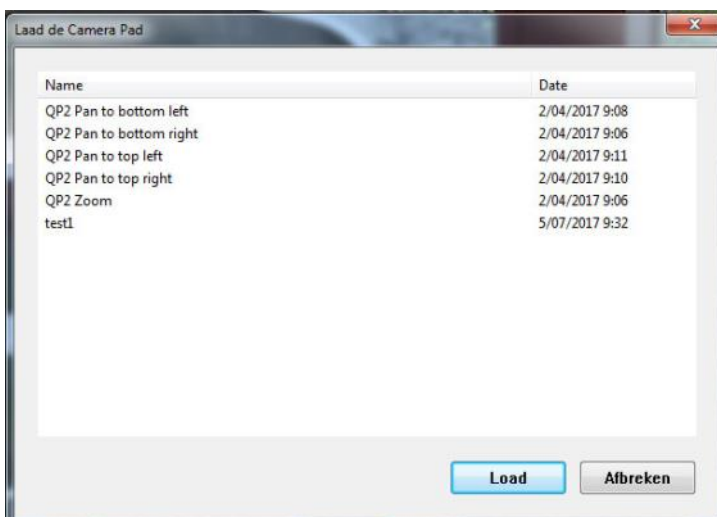 Laad de Camera Pad
Name Date
QP2 Pan to bottom left 2/04/2017 9:08
QP2 Pan to bottom right 2/04/2017 9:06
QP2 Pan to top left 2/04/2017 9:11
QP2 Pan to top right 2/04/2017 9:10
QP2 Zoom 2/04/2017 9:06
test1 5/07/2017 9:32
Load Afbreken